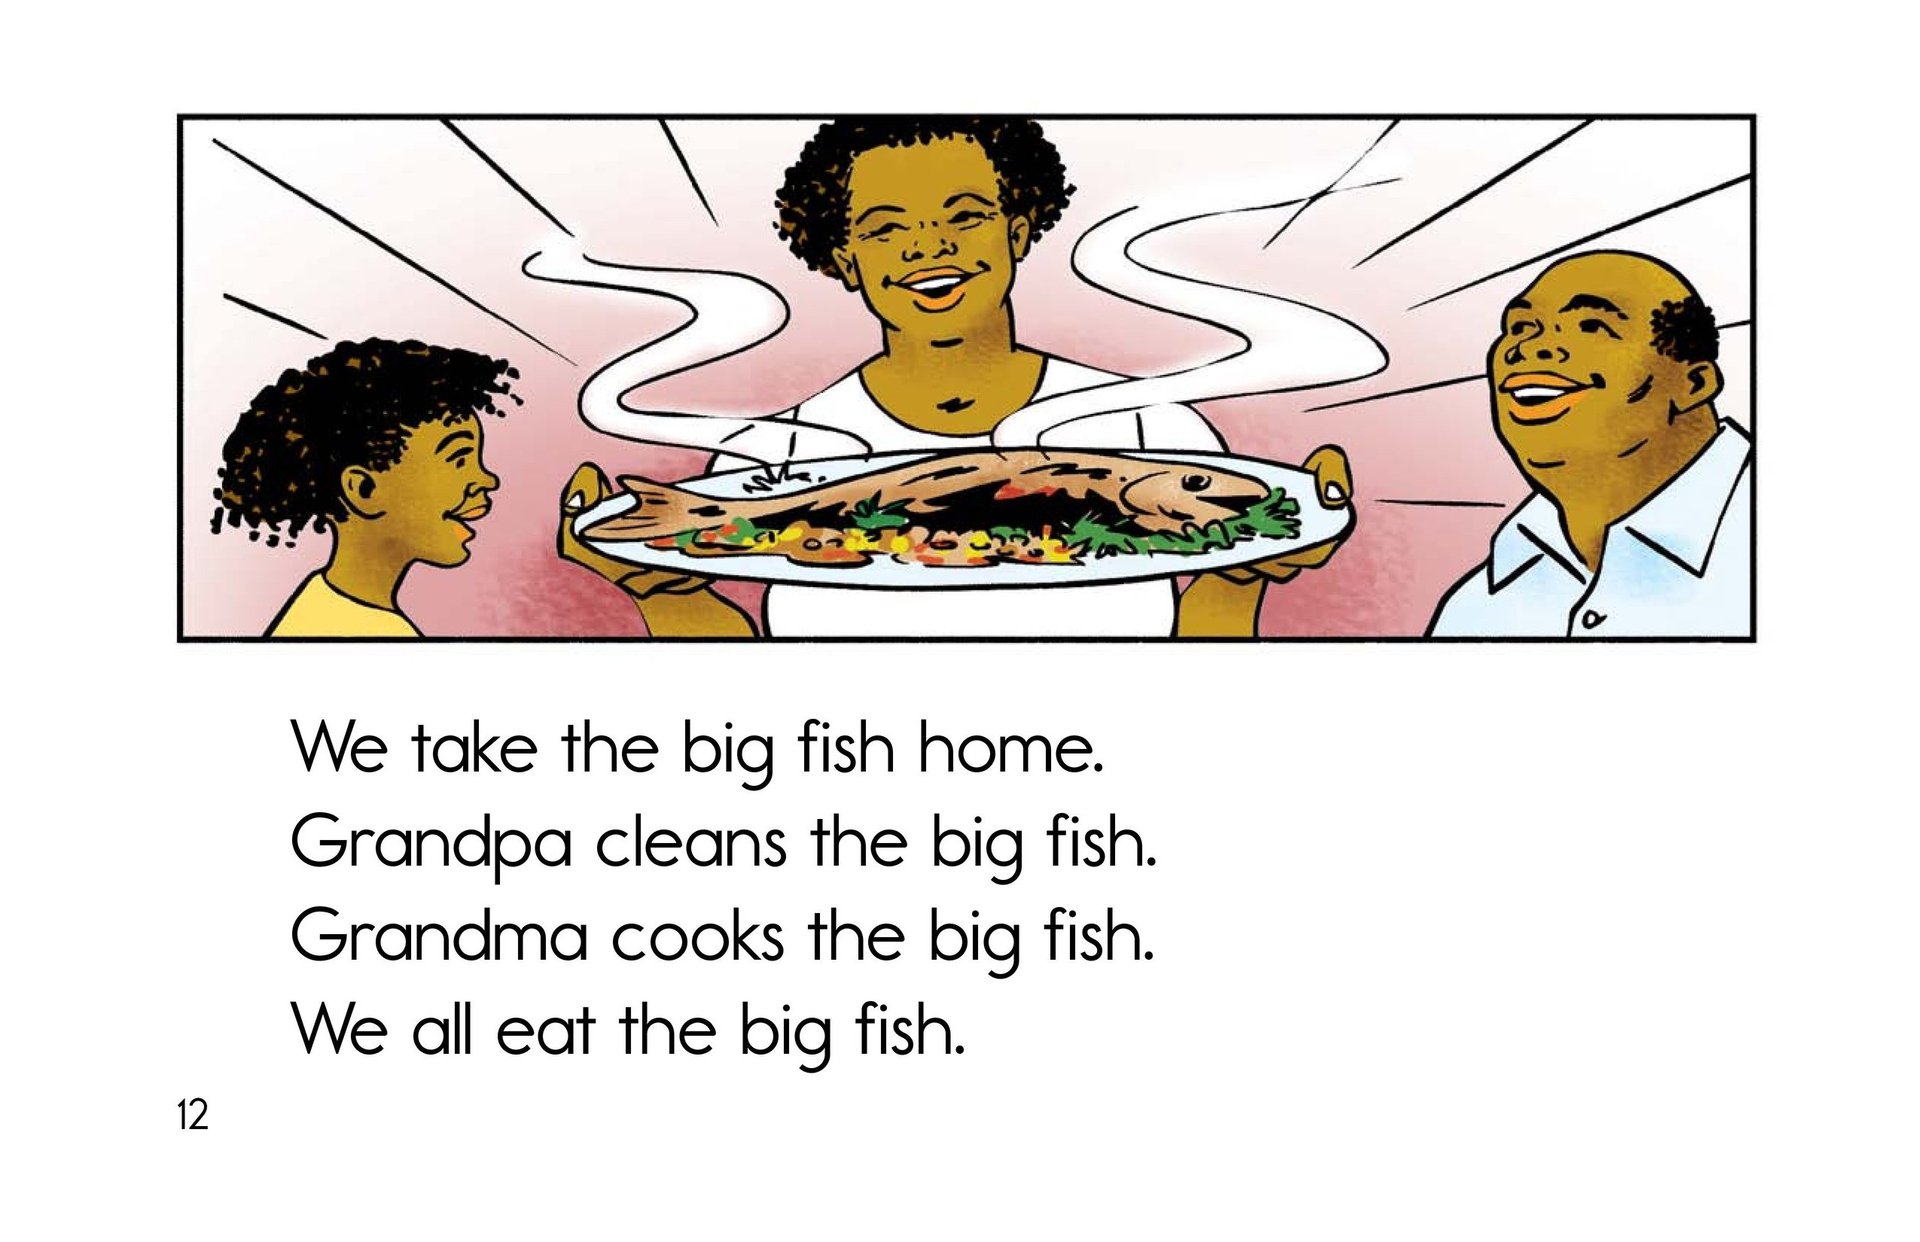 We take the big fish home.
Grandpa cleans the big fish.
Grandma cooks the big fish.
We all eat the big fish.
12